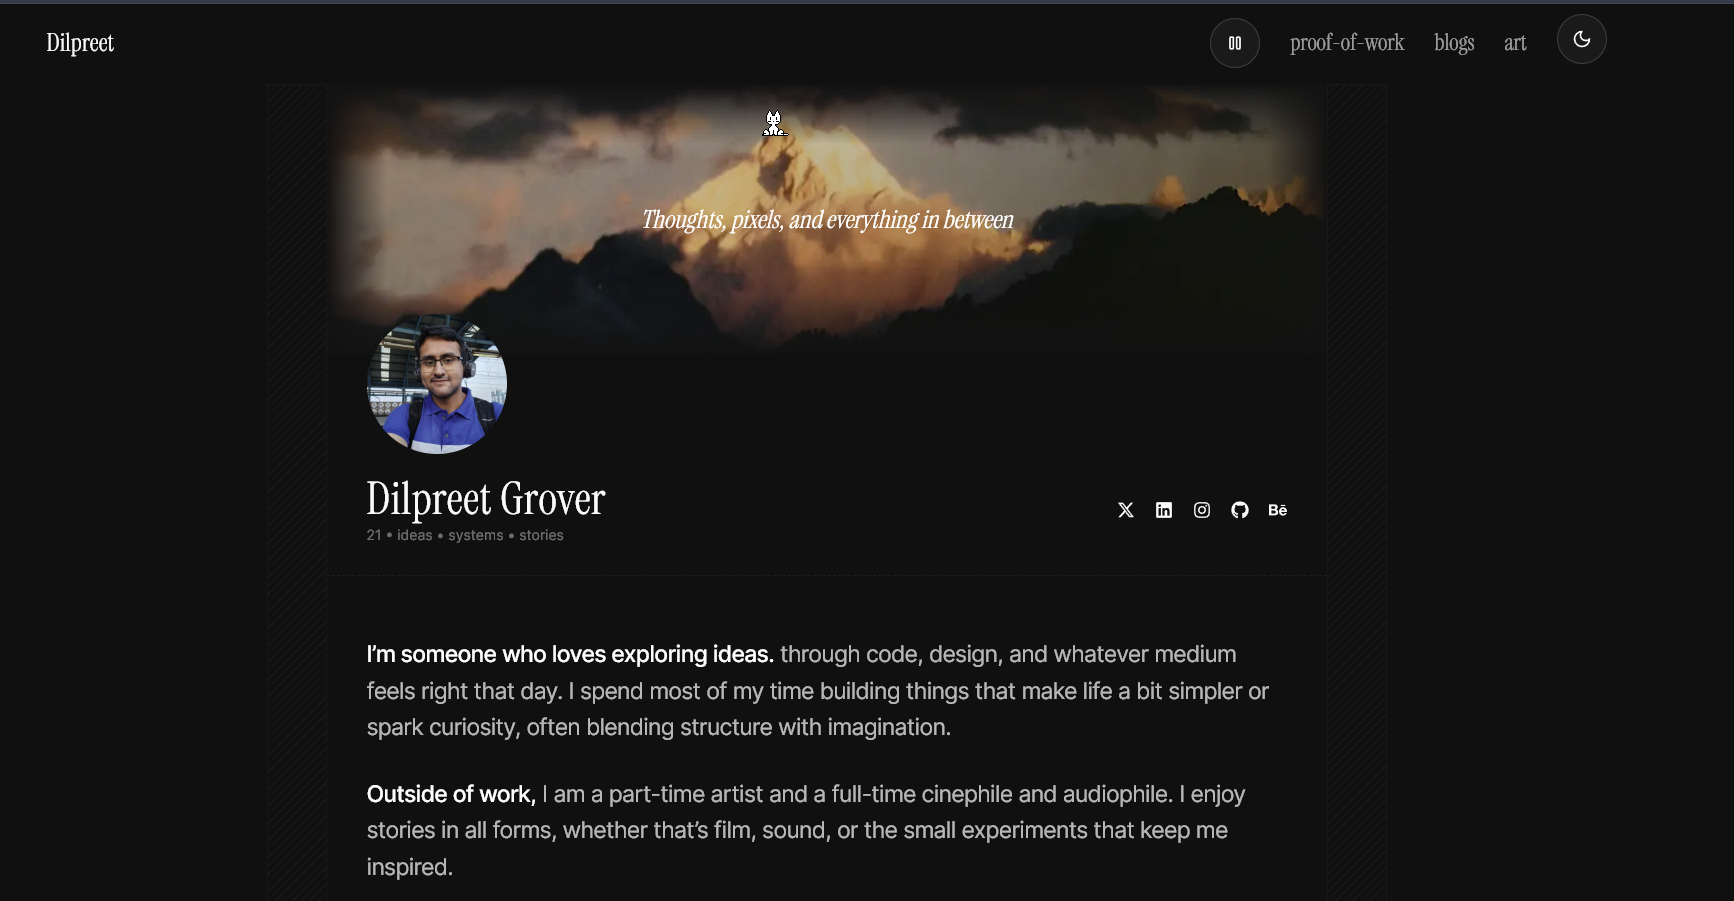 Dilpreet
proof-of-work
blogs
art
Thoughts, pixels, and everything in between
Dilpreet Grover
Bē
21 • ideas • systems • stories
I’m someone who loves exploring ideas. through code, design, and whatever medium
feels right that day. I spend most of my time building things that make life a bit simpler or
spark curiosity, often blending structure with imagination.
Outside of work, I am a part-time artist and a full-time cinephile and audiophile. I enjoy
stories in all forms, whether that’s film, sound, or the small experiments that keep me
inspired.